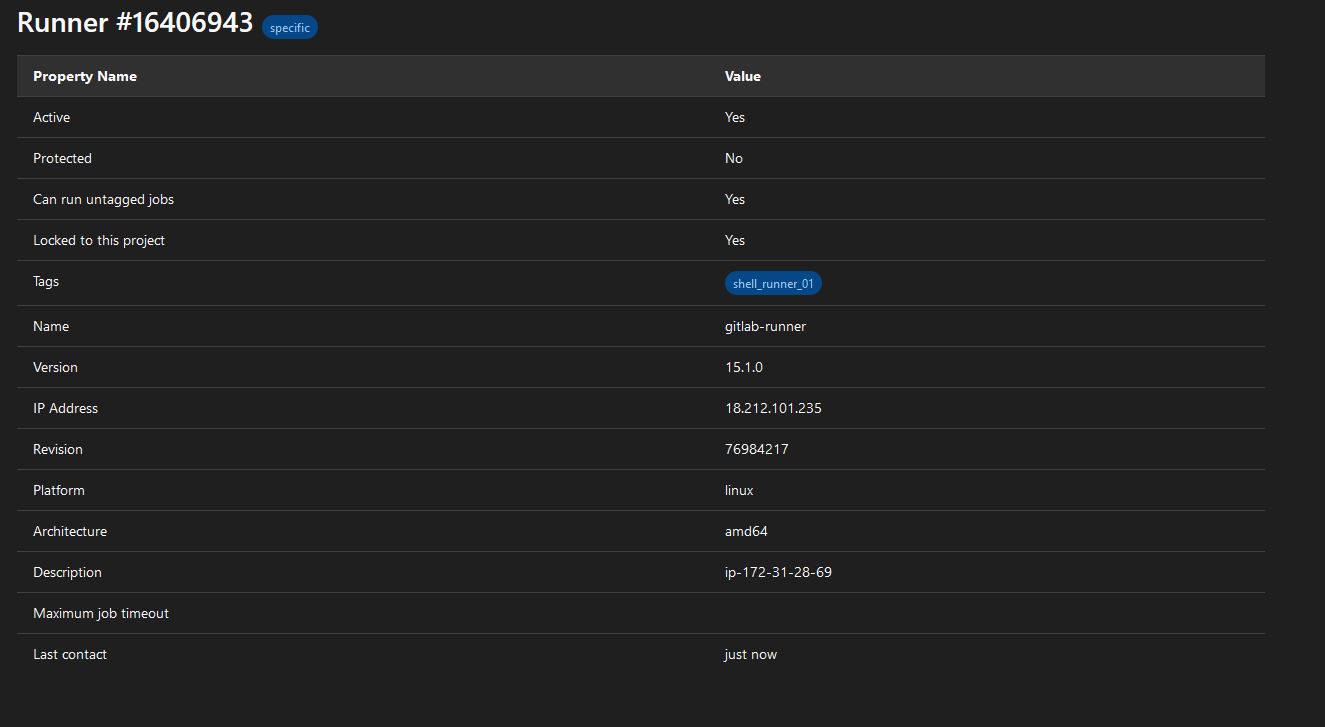 Runner #16406943 specific
Property Name Value
Active Yes
Protected No
Can run untagged jobs Yes
Locked to this project Yes
Tags shell_runner_01
Name gitlab-runner
Version 15.1.0
IP Address 18.212.101.235
Revision 76984217
Platform linux
Architecture amd64
Description ip-172-31-28-69
Maximum job timeout
Last contact just now